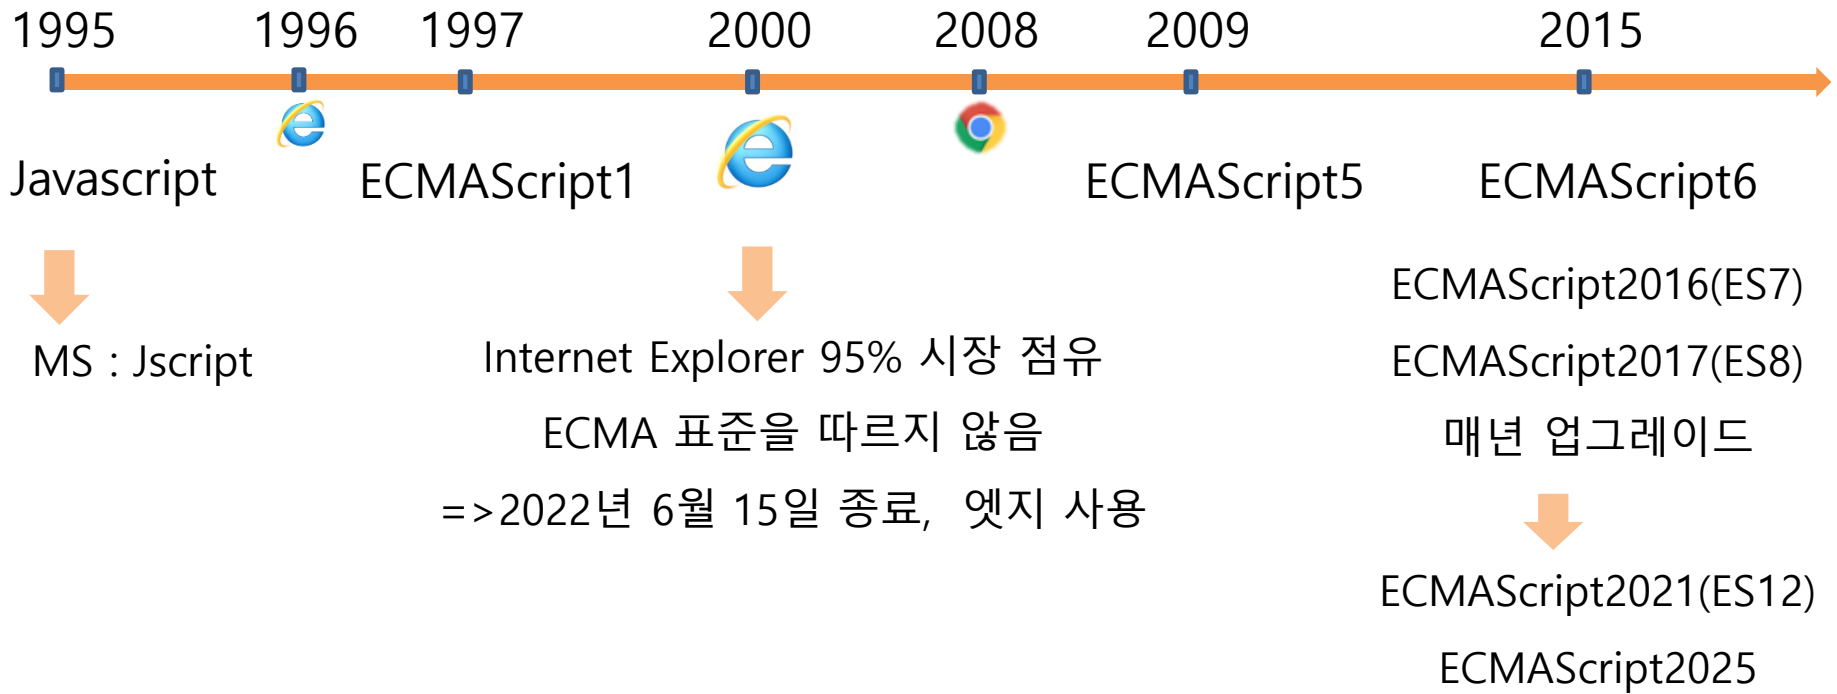 1995 1996 1997 2000 2008 2009 2015
Javascript ECMAScript1 ECMAScript5 ECMAScript6
MS : Jscript
Internet Explorer 95% 시장 점유
ECMA 표준을 따르지 않음
=>2022년 6월 15일 종료, 엣지 사용
ECMAScript2016(ES7)
ECMAScript2017(ES8)
매년 업그레이드
ECMAScript2021(ES12)
ECMAScript2025